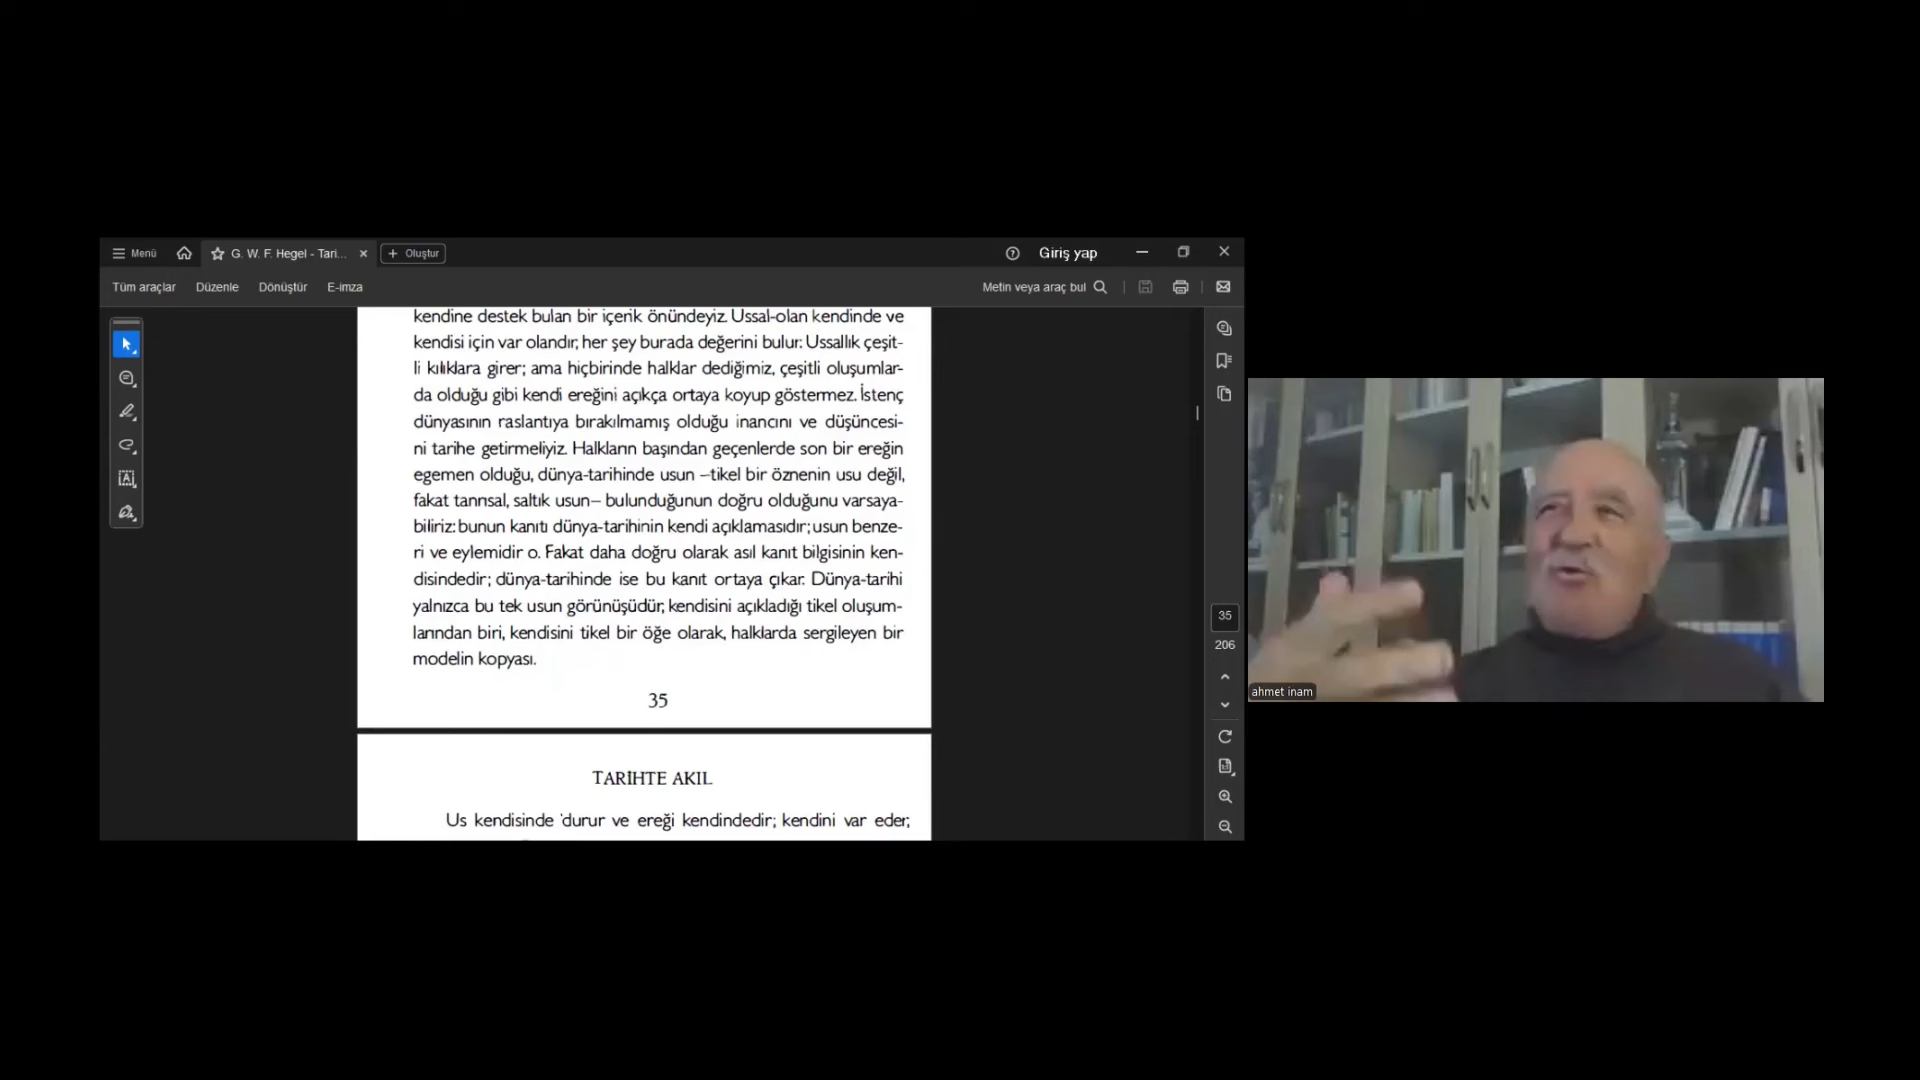 Menü
G. W. F. Hegel - Tari...
Oluştur
Giriş yap
Tüm araçlar
Düzenle
Dönüştür
E-imza
Metin veya araç bul
kendine destek bulan bir içerik önündeyiz. Ussal-olan kendinde ve
kendisi için var olandır, her şey burada değerini bulur. Ussallık çeşit-
li kılıklara girer; ama hiçbirinde halklar dediğimiz, çeşitli oluşumlar-
da olduğu gibi kendi ereğini açıkça ortaya koyup göstermez. İstenç
dünyasının raslantıya bırakılmamış olduğu inancını ve düşüncesi-
ni tarihe getirmeliyiz. Halkların başından geçenlerde son bir ereğin
egemen olduğu, dünya-tarihinde usun –tikel bir öznenin usu değil,
fakat tanrısal, saltık usun– bulunduğunun doğru olduğunu varsaya-
biliriz: bunun kanıtı dünya-tarihinin kendi açıklamasıdır; usun benze-
ri ve eylemidir o. Fakat daha doğru olarak asıl kanıt bilgisinin ken-
disindedir; dünya-tarihinde ise bu kanıt ortaya çıkar. Dünya-tarihi
yalnızca bu tek usun görünüşüdür, kendisini açıkladığı tikel oluşum-
larından biri, kendisini tikel bir öğe olarak, halklarda sergileyen bir
modelin kopyası.
35
TARİHTE AKIL
Us kendisinde durur ve ereği kendindedir; kendini var eder,
35
206
ahmet inam